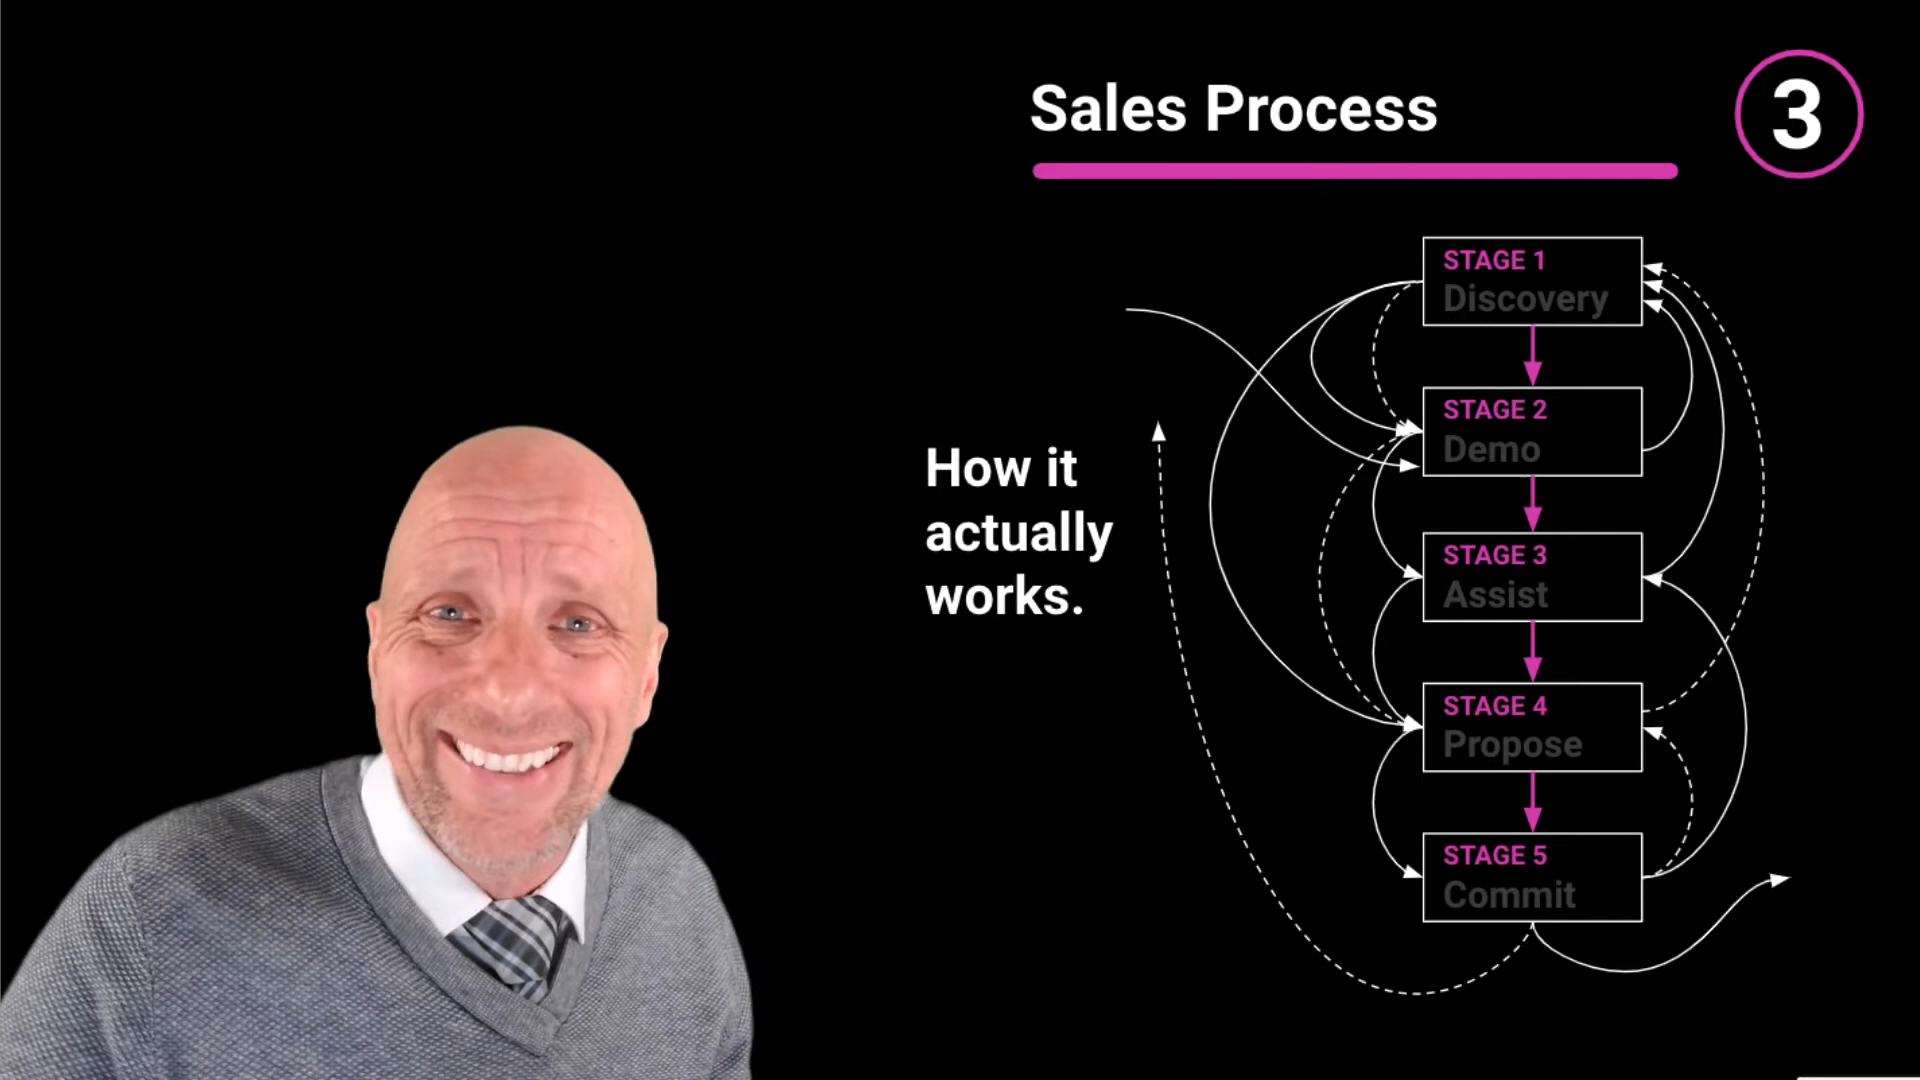 Sales Process
3
How it
actually
works.
STAGE 1
Discovery
STAGE 2
Demo
STAGE 3
Assist
STAGE 4
Propose
STAGE 5
Commit